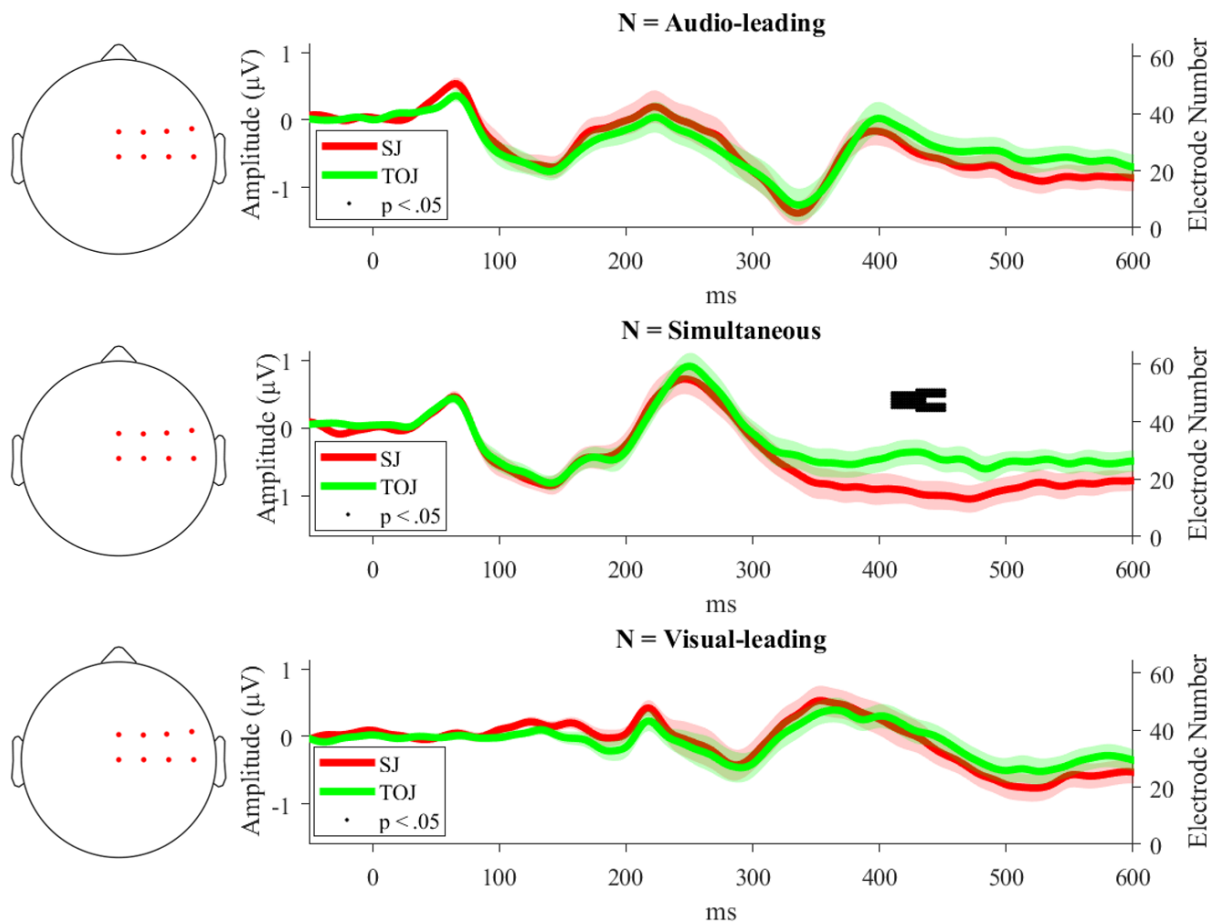 N = Audio-leading
Amplitude (µV)
1
0
-1
SJ
TOJ
p < .05
60
40
20
0
Electrode Number
0 100 200 300 400 500 600
ms
N = Simultaneous
Amplitude (µV)
1
0
1
SJ
TOJ
p < .05
60
40
20
0
Electrode Number
0 100 200 300 400 500 600
ms
N = Visual-leading
Amplitude (µV)
1
0
-1
SJ
TOJ
p < .05
60
40
20
0
Electrode Number
0 100 200 300 400 500 600
ms